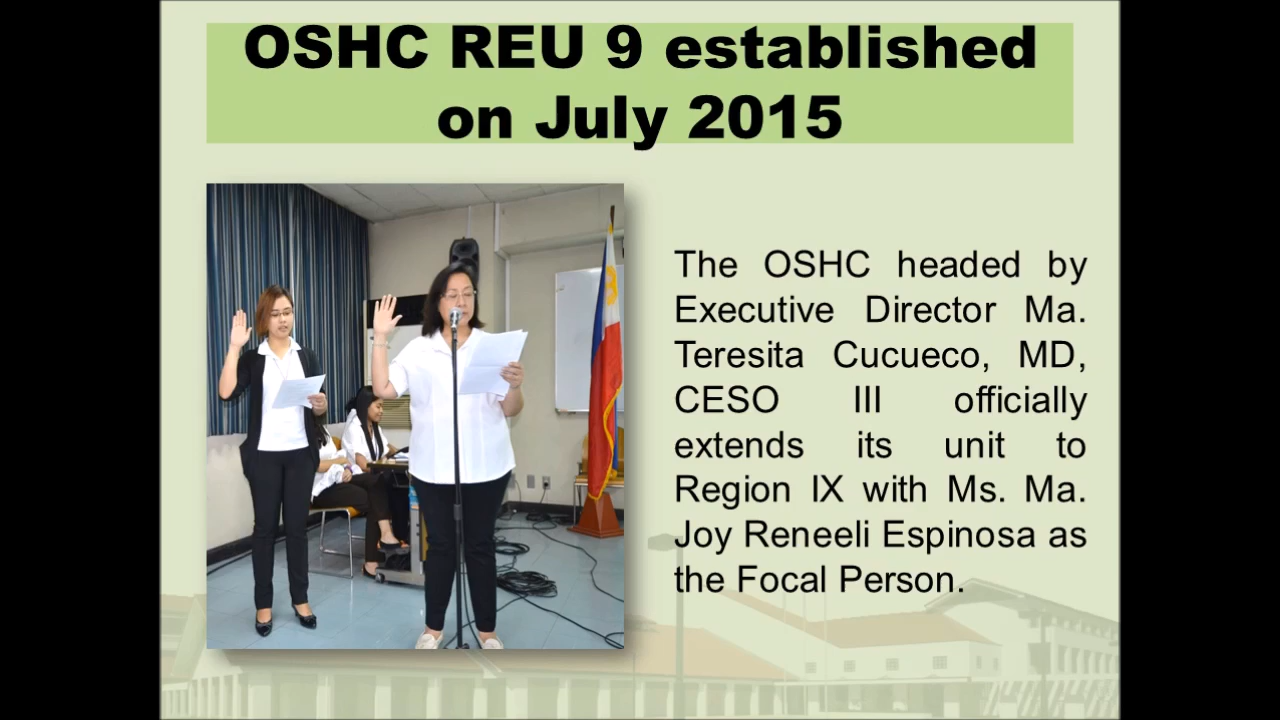 OSHC REU 9 established
on July 2015
The OSHC headed by
Executive Director Ma.
Teresita Cucueco, MD,
CESO III officially
extends its unit to
Region IX with Ms. Ma.
Joy Reneeli Espinosa as
the Focal Person.